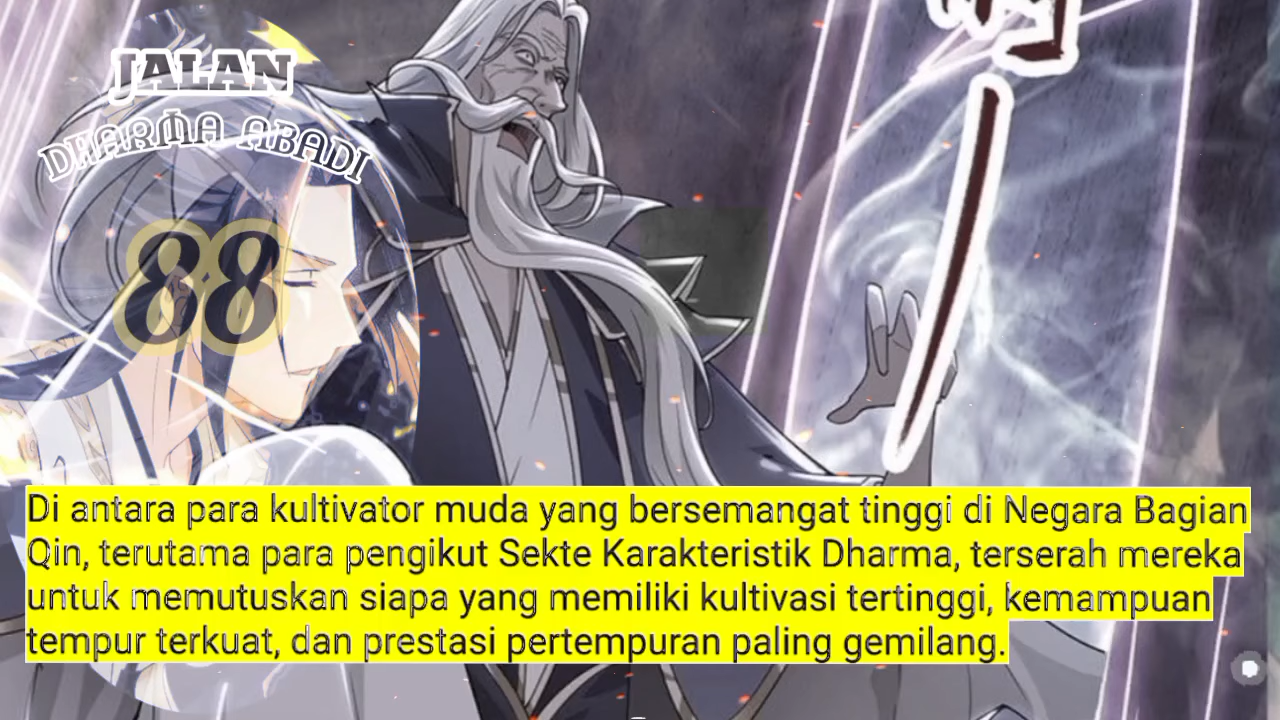 JALAN
DHARMA ABADI
88
Di antara para kultivator muda yang bersemangat tinggi di Negara Bagian
Qin, terutama para pengikut Sekte Karakteristik Dharma, terserah mereka
untuk memutuskan siapa yang memiliki kultivasi tertinggi, kemampuan
tempur terkuat, dan prestasi pertempuran paling gemilang.